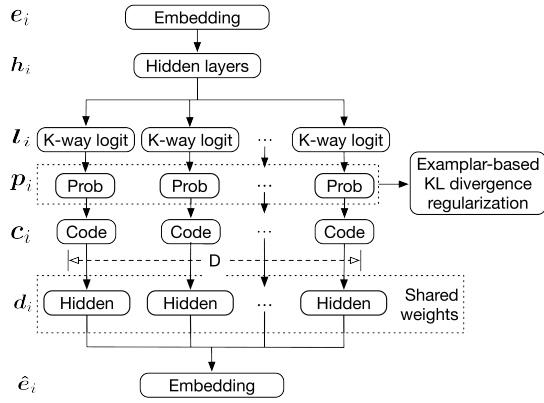 e_i Embedding
h_i Hidden layers
l_i K-way logit K-way logit ... K-way logit
p_i Prob Prob ... Prob
Examplar-based
KL divergence
regularization
c_i Code Code ... Code
D
d_i Hidden Hidden ... Hidden
Shared
weights
ê_i Embedding